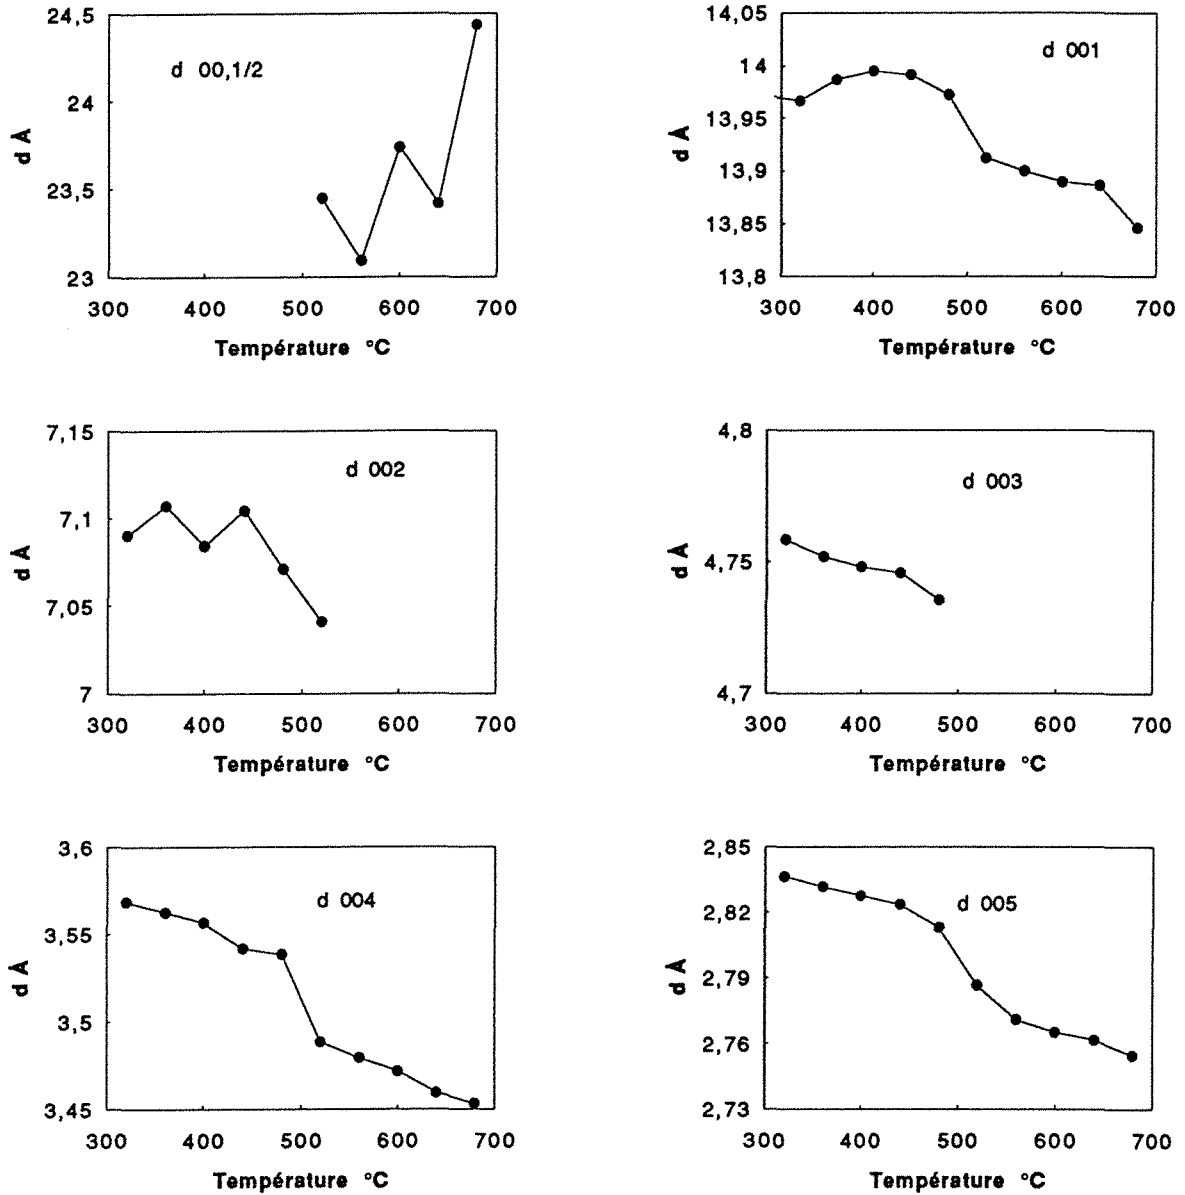 24,5
24
23,5
23
d Å
d 00,1/2
300 400 500 600 700
Température °C
14,05
14
13,95
13,9
13,85
13,8
d Å
d 001
300 400 500 600 700
Température °C
7,15
7,1
7,05
7
d Å
d 002
300 400 500 600 700
Température °C
4,8
4,75
4,7
d Å
d 003
300 400 500 600 700
Température °C
3,6
3,55
3,5
3,45
d Å
d 004
300 400 500 600 700
Température °C
2,85
2,82
2,79
2,76
2,73
d Å
d 005
300 400 500 600 700
Température °C